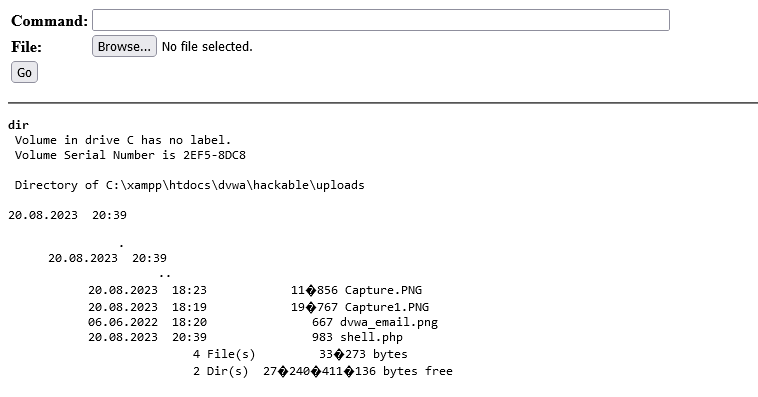 Command:
File: Browse... No file selected.
Go
dir
Volume in drive C has no label.
Volume Serial Number is 2EF5-8DC8
Directory of C:\xampp\htdocs\dvwa\hackable\uploads
20.08.2023  20:39
.
20.08.2023  20:39
..
20.08.2023  18:23            11�856 Capture.PNG
20.08.2023  18:19            19�767 Capture1.PNG
06.06.2022  18:20               667 dvwa_email.png
20.08.2023  20:39               983 shell.php
4 File(s)         33�273 bytes
2 Dir(s)  27�240�411�136 bytes free